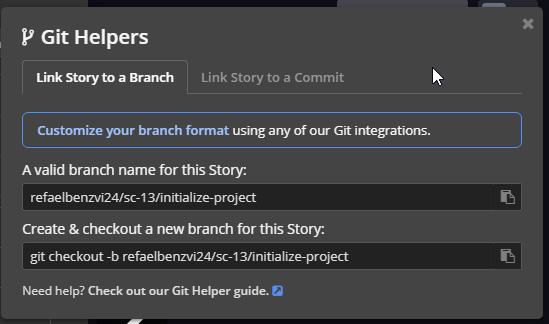 Git Helpers
Link Story to a Branch
Link Story to a Commit
Customize your branch format using any of our Git integrations.
A valid branch name for this Story:
refaelbenzvi24/sc-13/initialize-project
Create & checkout a new branch for this Story:
git checkout -b refaelbenzvi24/sc-13/initialize-project
Need help? Check out our Git Helper guide.